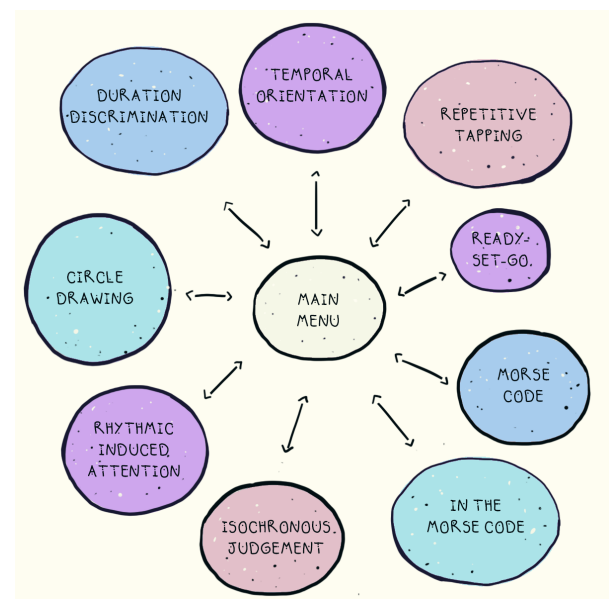 DURATION
DISCRIMINATION
TEMPORAL
ORIENTATION
REPETITIVE
TAPPING
READY-
SET-GO
CIRCLE
DRAWING
MAIN
MENU
MORSE
CODE
RHYTHMIC
INDUCED
ATTENTION
IN THE
MORSE CODE
ISOCHRONOUS
JUDGEMENT